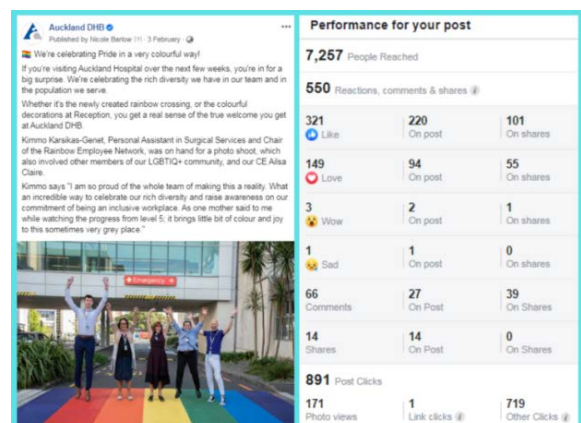 Auckland DHB
Published by Nicole Barlow [?] · 3 February ·
We're celebrating Pride in a very colourful way!
If you're visiting Auckland Hospital over the next few weeks, you're in for a
big surprise. We're celebrating the rich diversity we have in our team and in
the population we serve.
Whether it's the newly created rainbow crossing, or the colourful
decorations at Reception, you get a real sense of the true welcome you get
at Auckland DHB.
Kimmo Karsikas-Genet, Personal Assistant in Surgical Services and Chair
of the Rainbow Employee Network, was on hand for a photo shoot, which
also involved other members of our LGBTIQ+ community, and our CE Ailsa
Claire.
Kimmo says "I am so proud of the whole team of making this a reality. What
an incredible way to celebrate our rich diversity and raise awareness on our
commitment of being an inclusive workplace. As one mother said to me
while watching the progress from level 5; it brings little bit of colour and joy
to this sometimes very grey place."
Emergency
Performance for your post
7,257 People Reached
550 Reactions, comments & shares
321 220 101
Like On post On shares
149 94 55
Love On post On shares
3 2 1
Wow On post On shares
1 1 0
Sad On post On shares
66 27 39
Comments On Post On Shares
14 14 0
Shares On Post On Shares
891 Post Clicks
171 1 719
Photo views Link clicks Other Clicks